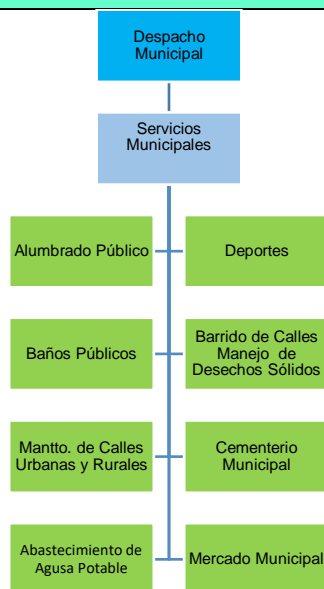 Despacho
Municipal
Servicios
Municipales
Alumbrado Público
Deportes
Baños Públicos
Barrido de Calles
Manejo de
Desechos Sólidos
Mantto. de Calles
Urbanas y Rurales
Cementerio
Municipal
Abastecimiento de
Agusa Potable
Mercado Municipal